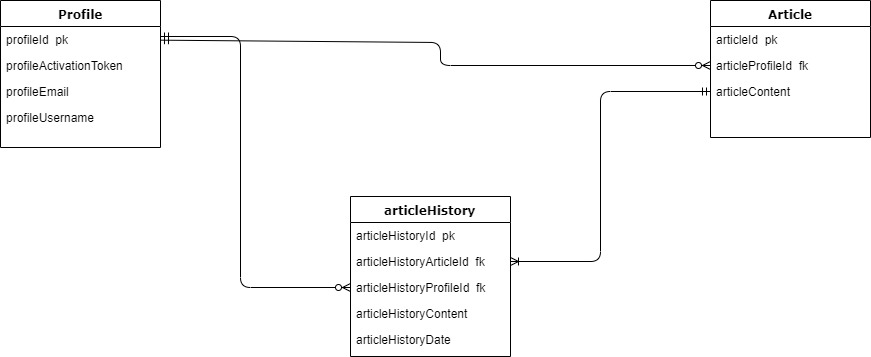 Profile
profileId pk
profileActivationToken
profileEmail
profileUsername
Article
articleId pk
articleProfileId fk
articleContent
articleHistory
articleHistoryId pk
articleHistoryArticleId fk
articleHistoryProfileId fk
articleHistoryContent
articleHistoryDate